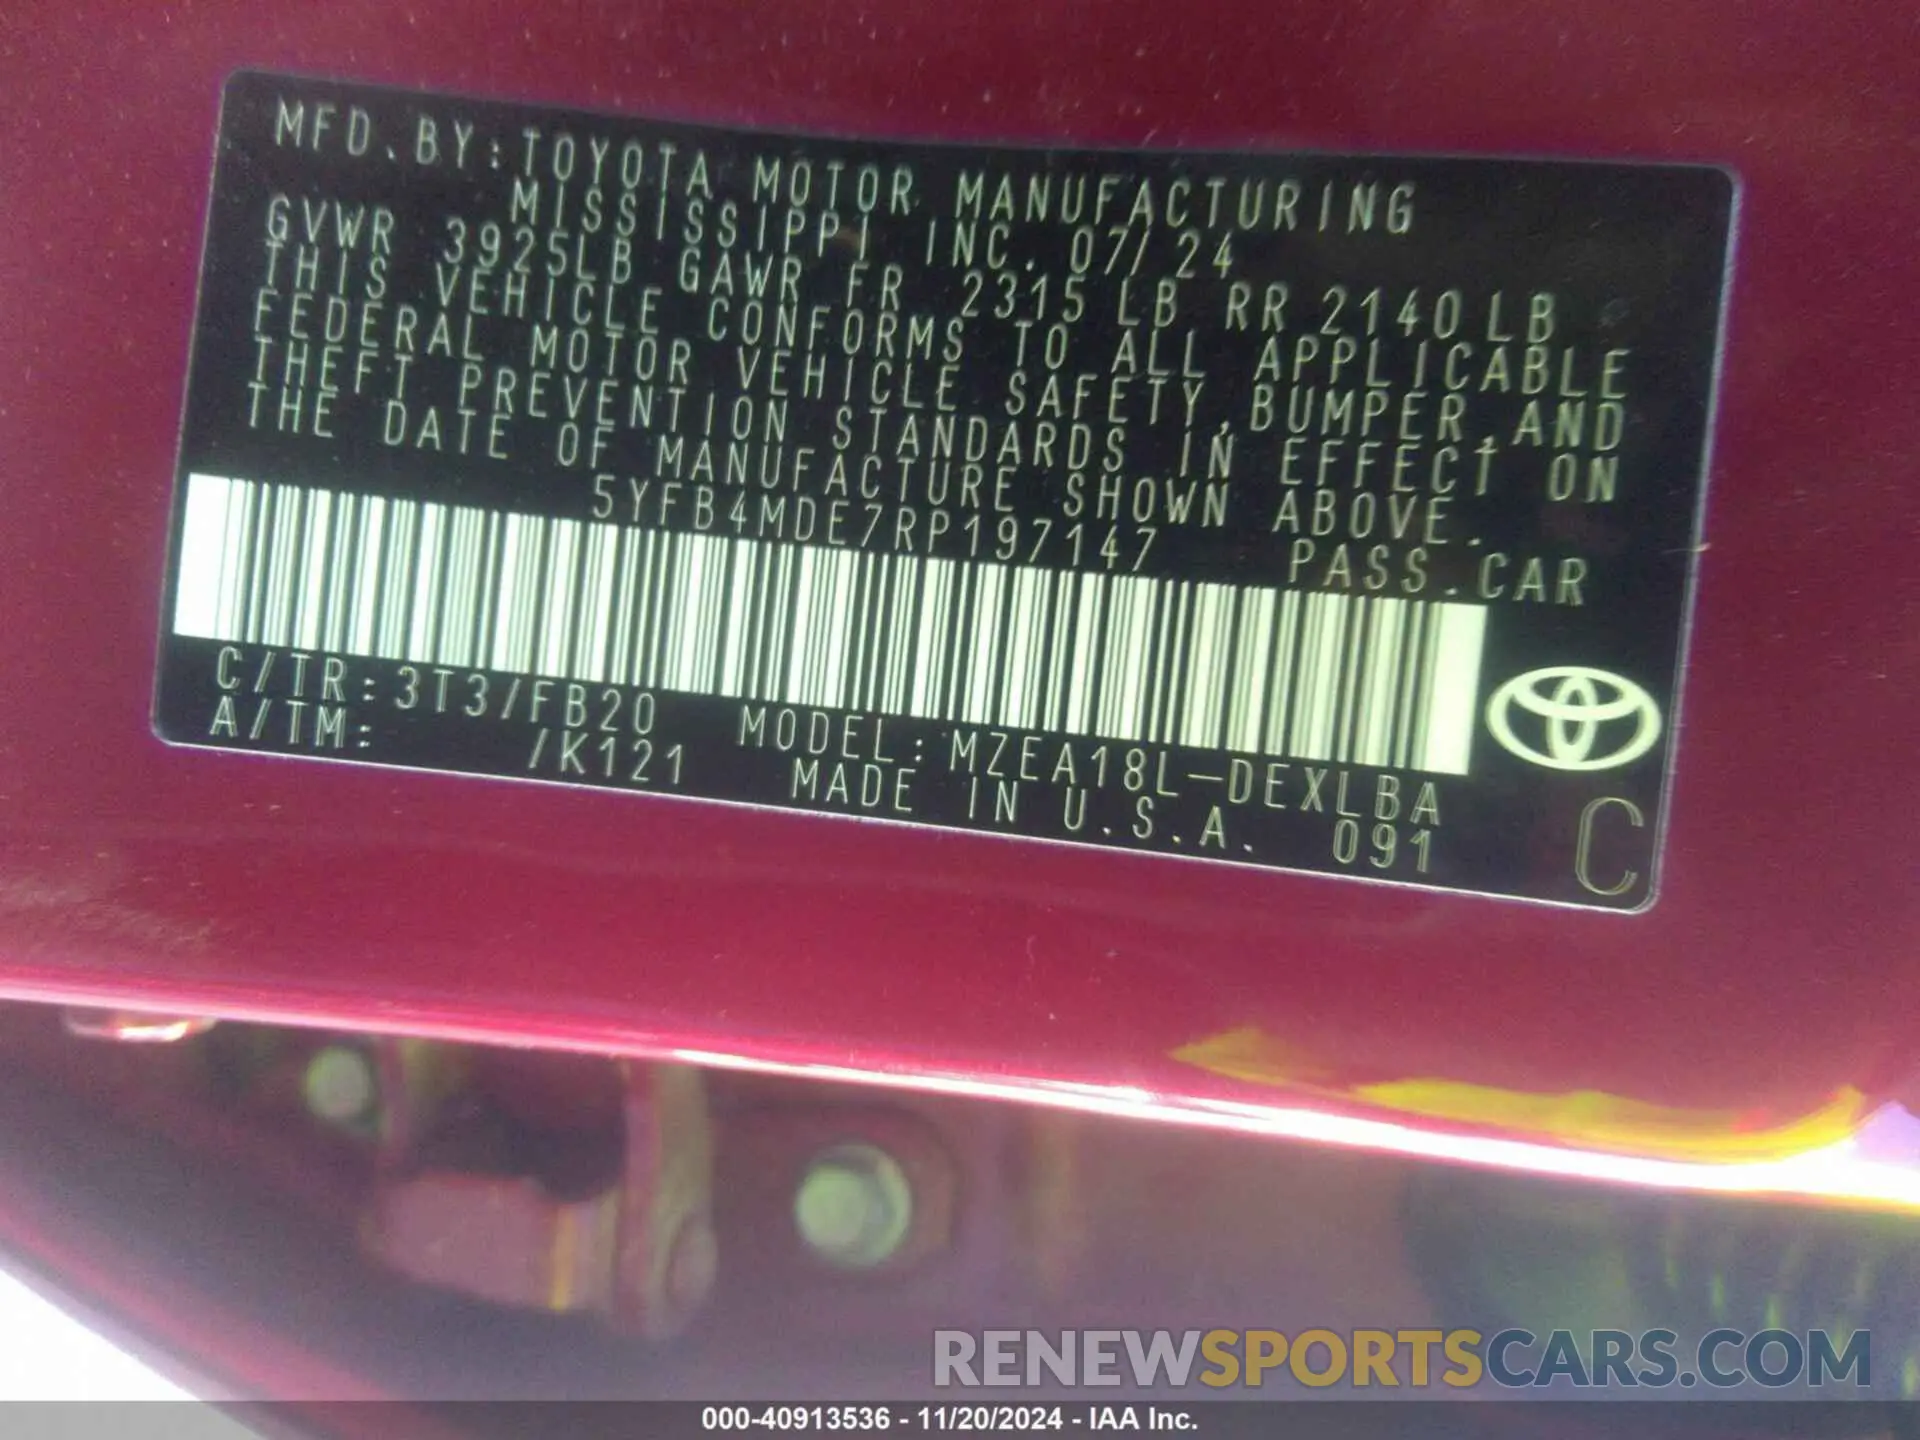 MFD.BY:TOYOTA MOTOR MANUFACTURING
MISSISSIPPI INC. 07/24
GVWR 3925LB GAWR FR 2315LB RR 2140LB
THIS VEHICLE CONFORMS TO ALL APPLICABLE
FEDERAL MOTOR VEHICLE SAFETY,BUMPER,AND
THEFT PREVENTION STANDARDS IN EFFECT ON
THE DATE OF MANUFACTURE SHOWN ABOVE.
5YFB4MDE7RP197147 PASS.CAR
C/TR:3T3/FB20 MODEL:MZEA18L-DEXLBA
A/TM: /K121 MADE IN U.S.A. 091
C
RENEWSPORTSCARS.COM
000-40913536 - 11/20/2024 - IAA Inc.